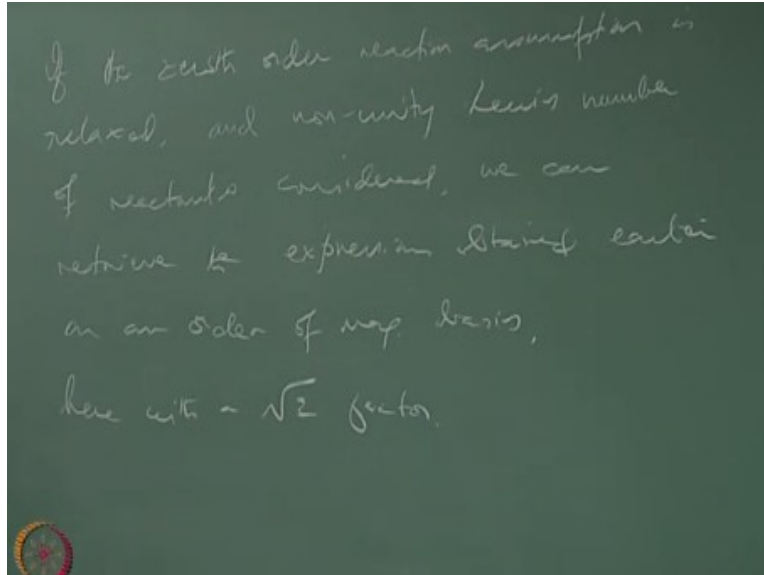 If the zeroth order reaction assumption is
relaxed, and non-unity Lewis number
of reactants considered, we can
retrieve the expression obtained earlier
on an order of mag. basis,
here with a √2 factor.